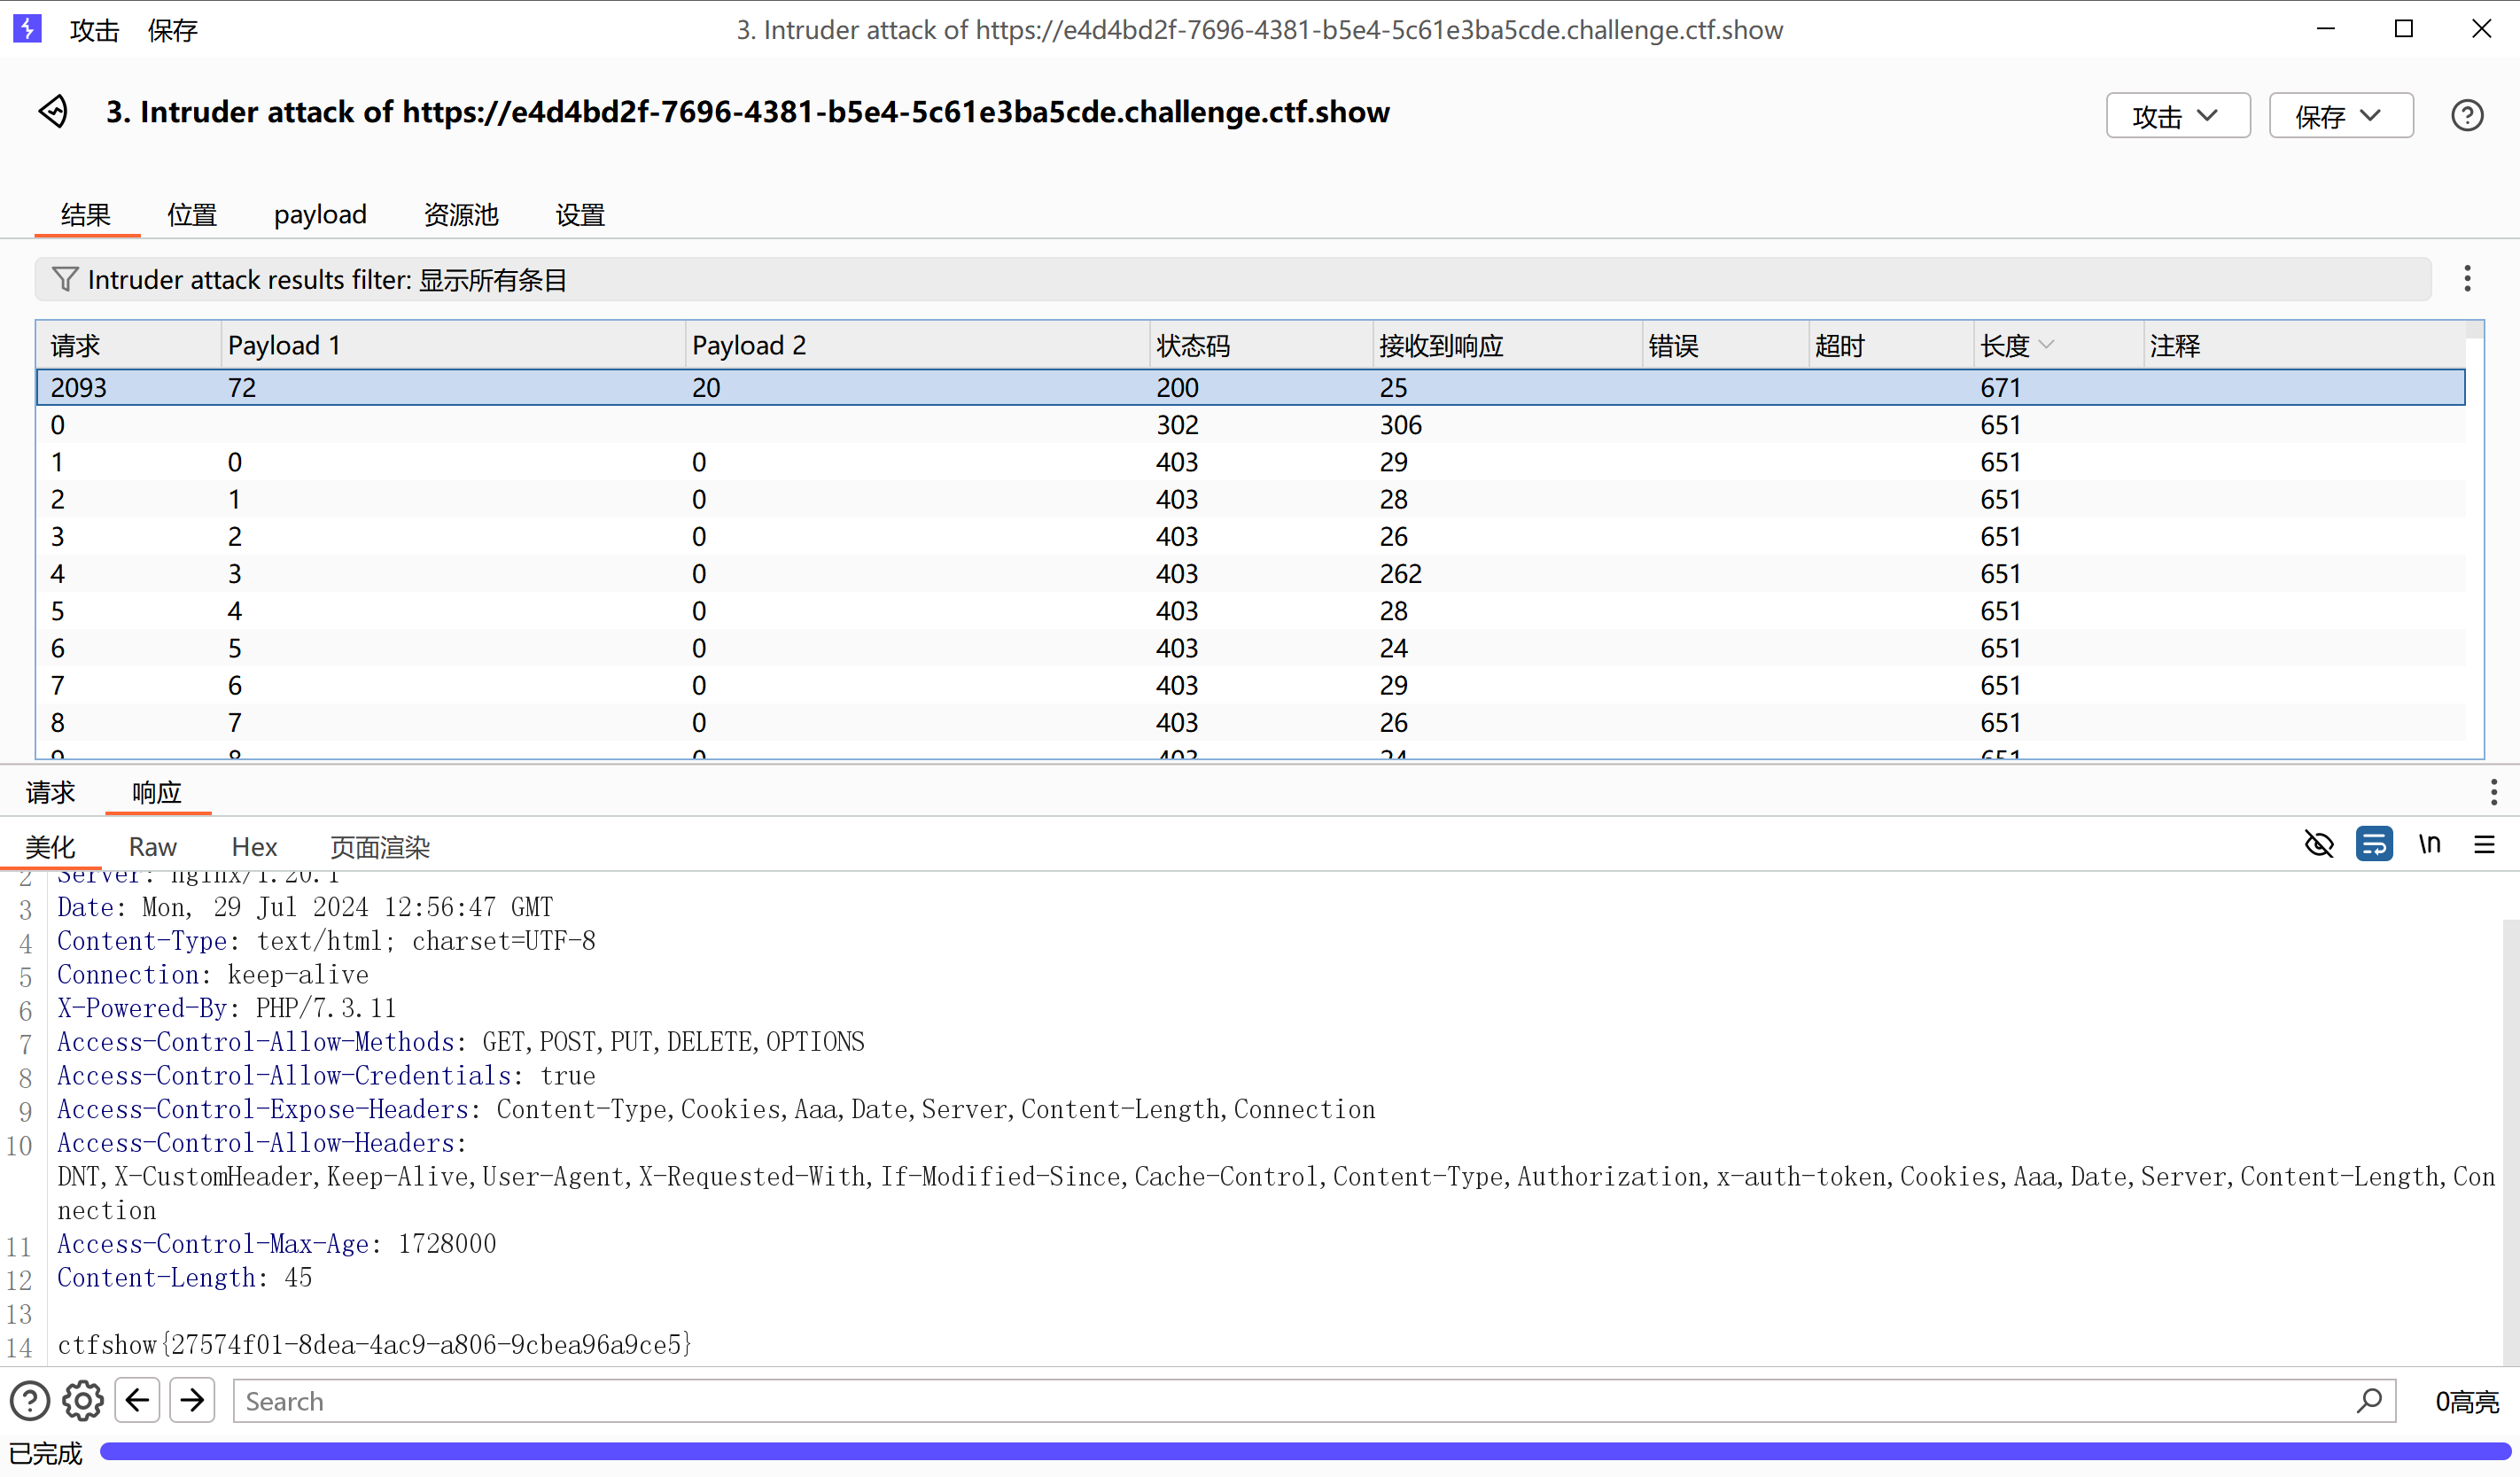 攻击 保存 3. Intruder attack of https://e4d4bd2f-7696-4381-b5e4-5c61e3ba5cde.challenge.ctf.show
3. Intruder attack of https://e4d4bd2f-7696-4381-b5e4-5c61e3ba5cde.challenge.ctf.show 攻击 保存
结果 位置 payload 资源池 设置
Intruder attack results filter: 显示所有条目
请求 Payload 1 Payload 2 状态码 接收到响应 错误 超时 长度 注释
2093 72 20 200 25 671
0 302 306 651
1 0 0 403 29 651
2 1 0 403 28 651
3 2 0 403 26 651
4 3 0 403 262 651
5 4 0 403 28 651
6 5 0 403 24 651
7 6 0 403 29 651
8 7 0 403 26 651
9 8 0 403 24 651
请求 响应
美化 Raw Hex 页面渲染 \n
2 Server: nginx/1.20.1
3 Date: Mon, 29 Jul 2024 12:56:47 GMT
4 Content-Type: text/html; charset=UTF-8
5 Connection: keep-alive
6 X-Powered-By: PHP/7.3.11
7 Access-Control-Allow-Methods: GET,POST,PUT,DELETE,OPTIONS
8 Access-Control-Allow-Credentials: true
9 Access-Control-Expose-Headers: Content-Type,Cookies,Aaa,Date,Server,Content-Length,Connection
10 Access-Control-Allow-Headers:
DNT,X-CustomHeader,Keep-Alive,User-Agent,X-Requested-With,If-Modified-Since,Cache-Control,Content-Type,Authorization,x-auth-token,Cookies,Aaa,Date,Server,Content-Length,Con
nection
11 Access-Control-Max-Age: 1728000
12 Content-Length: 45
13
14 ctfshow{27574f01-8dea-4ac9-a806-9cbea96a9ce5}
Search 0高亮
已完成